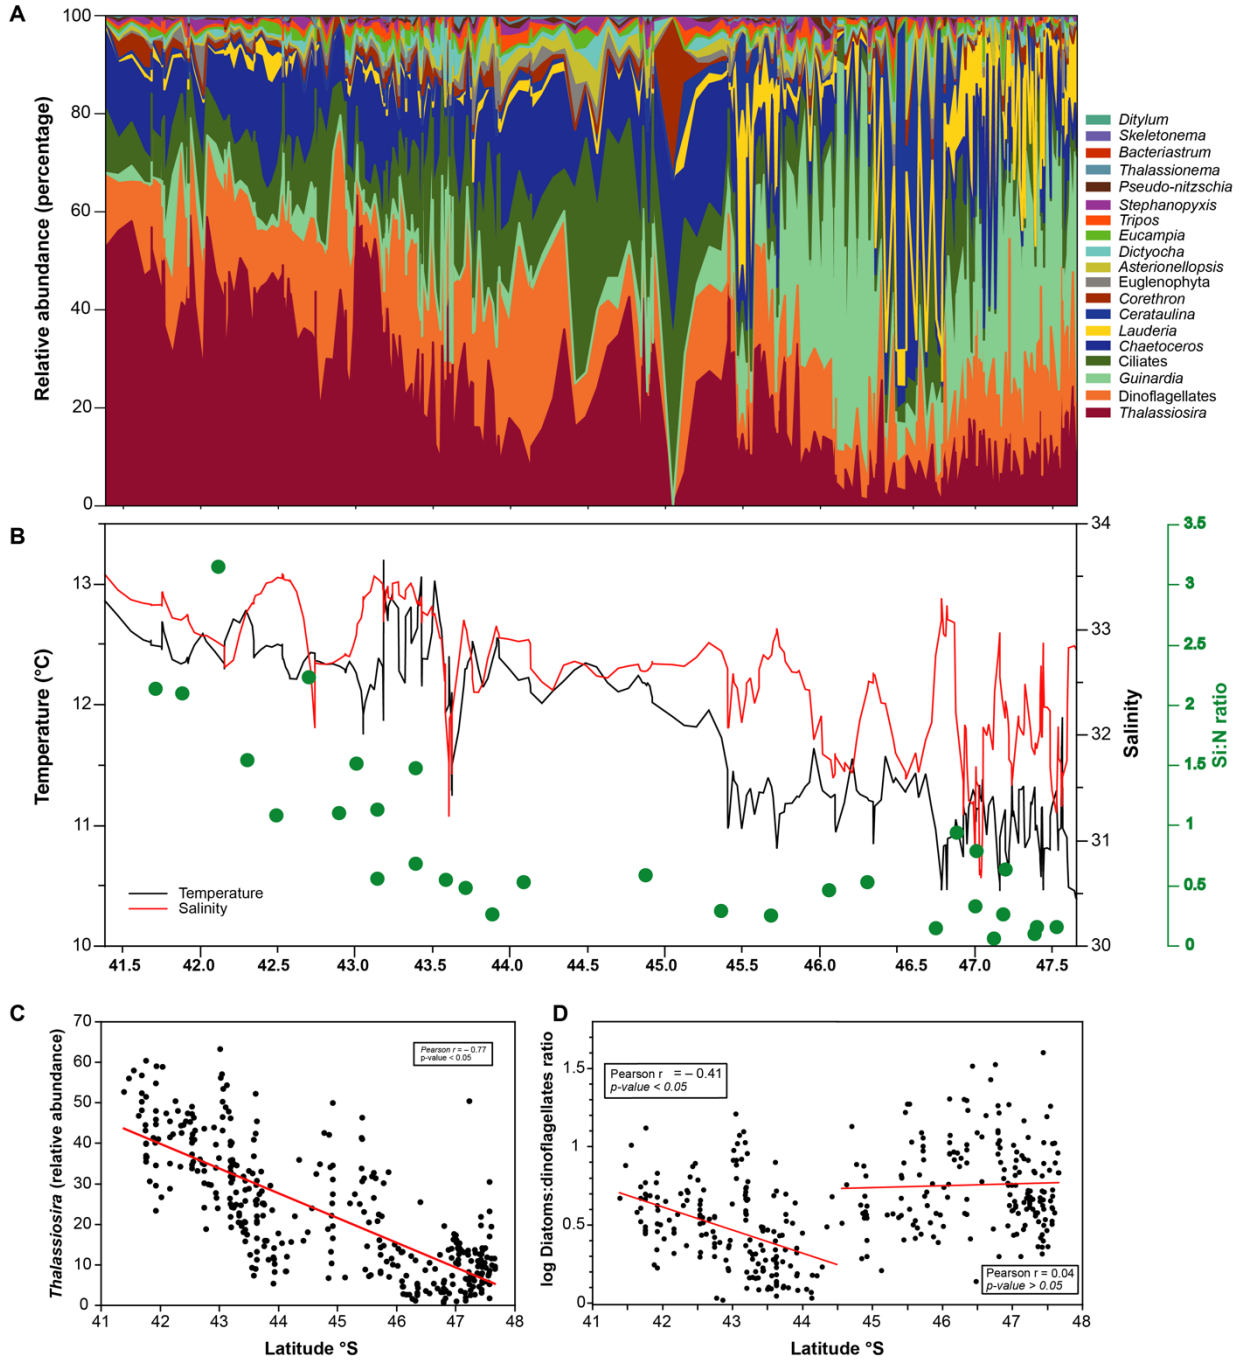 A
Relative abundance (percentage)
100
80
60
40
20
0
Ditylum
Skeletonema
Bacteriastrum
Thalassionema
Pseudo-nitzschia
Stephanopyxis
Tripos
Eucampia
Dictyocha
Asterionellopsis
Euglenophyta
Corethron
Cerataulina
Lauderia
Chaetoceros
Ciliates
Guinardia
Dinoflagellates
Thalassiosira
B
Temperature (°C)
13
12
11
10
Temperature
Salinity
34
33
32
31
30
Salinity
3.5
3
2.5
2
1.5
1
0.5
0
Si:N ratio
41.5 42.0 42.5 43.0 43.5 44.0 44.5 45.0 45.5 46.0 46.5 47.0 47.5
C
Thalassiosira (relative abundance)
70
60
50
40
30
20
10
0
Pearson r = – 0.77
p-value < 0.05
41 42 43 44 45 46 47 48
Latitude °S
D
log Diatoms:dinoflagellates ratio
1.5
1
0.5
0
Pearson r = – 0.41
p-value < 0.05
Pearson r = 0.04
p-value > 0.05
41 42 43 44 45 46 47 48
Latitude °S